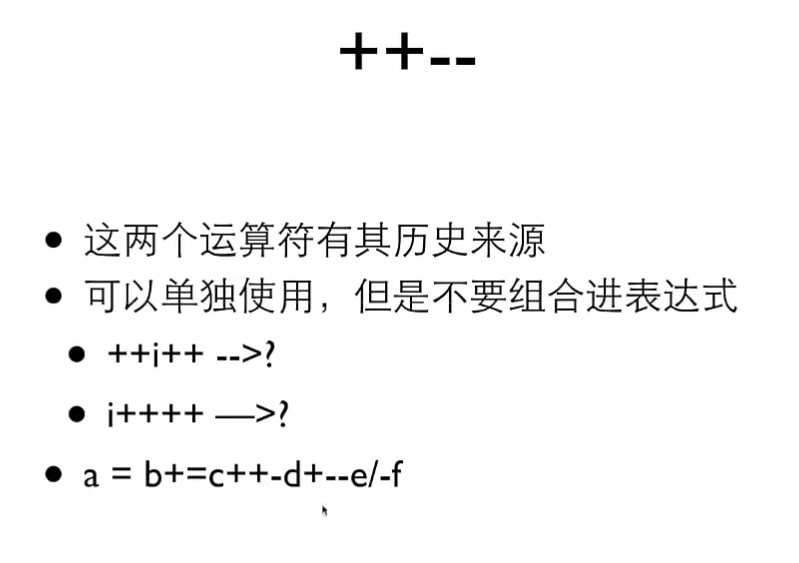 ++--
这两个运算符有其历史来源
可以单独使用，但是不要组合进表达式
++i++ -->?
i++++ —>?
a = b+=c++-d+--e/-f